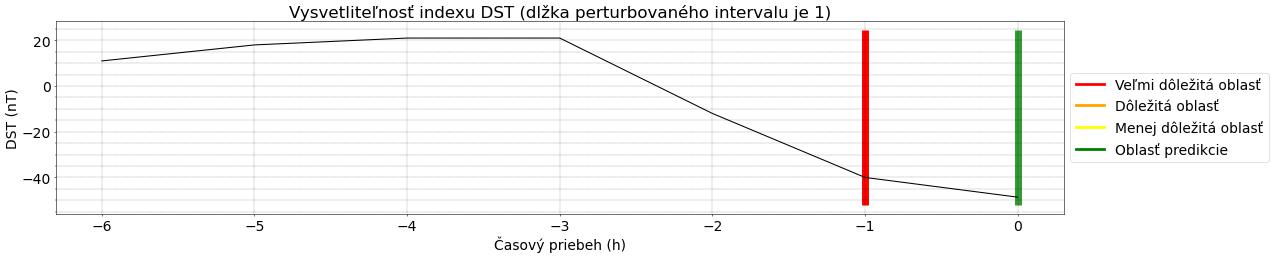 Vysvetliteľnosť indexu DST (dĺžka perturbovaného intervalu je 1)
DST (nT)
20
0
−20
−40
−6
−5
−4
−3
−2
−1
0
Časový priebeh (h)
Veľmi dôležitá oblasť
Dôležitá oblasť
Menej dôležitá oblasť
Oblasť predikcie